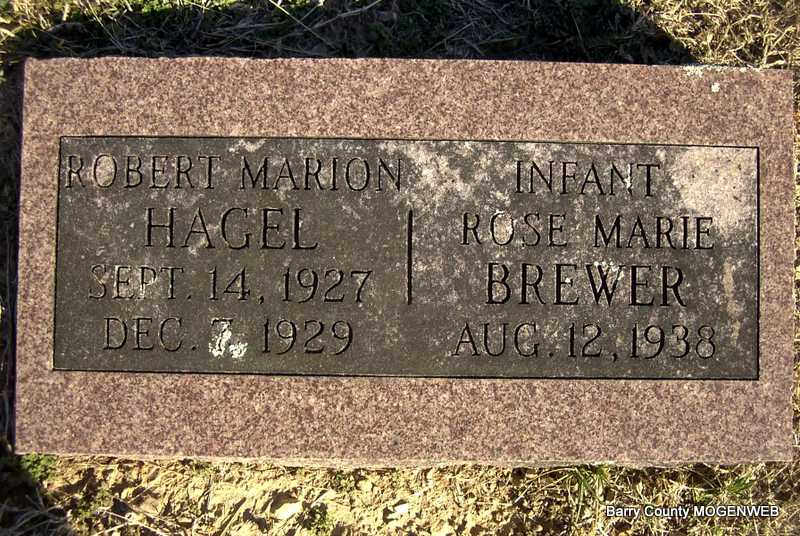 ROBERT MARION
HAGEL
SEPT. 14, 1927
DEC. 7, 1929
INFANT
ROSE MARIE
BREWER
AUG. 12, 1938
Barry County MOGENWEB